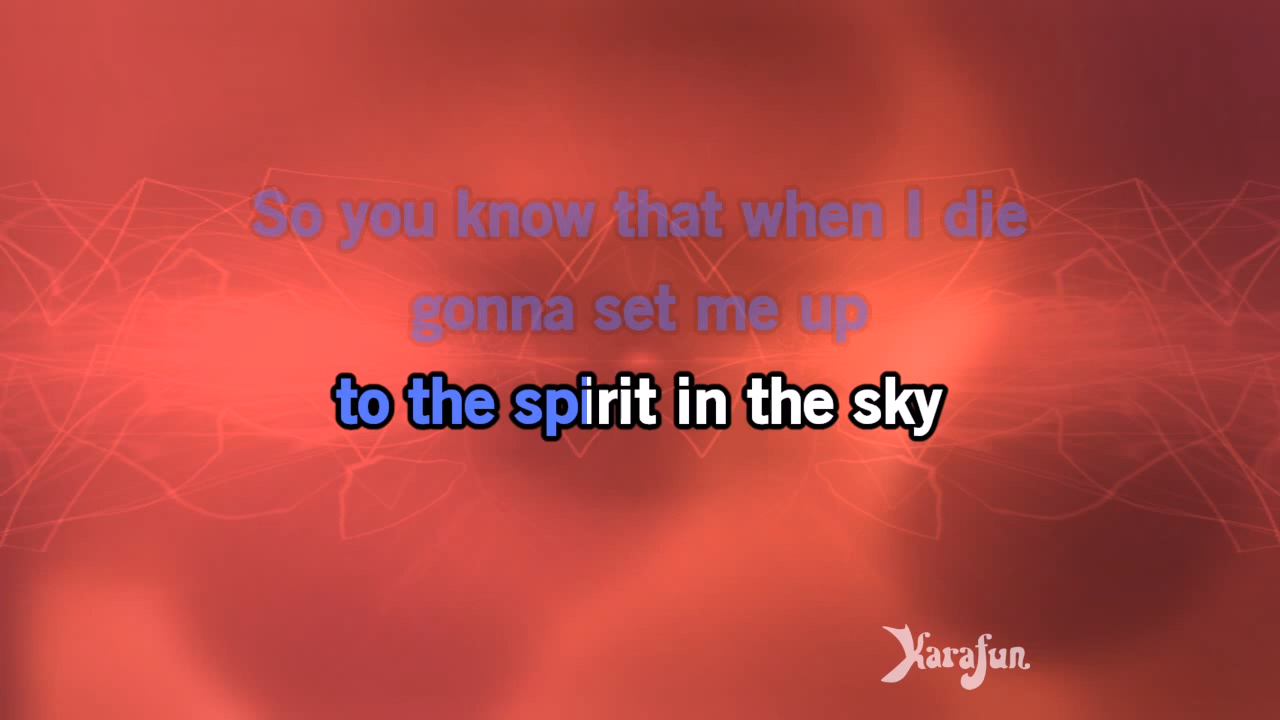 So you know that when I die
gonna set me up
to the spirit in the sky
Karafun